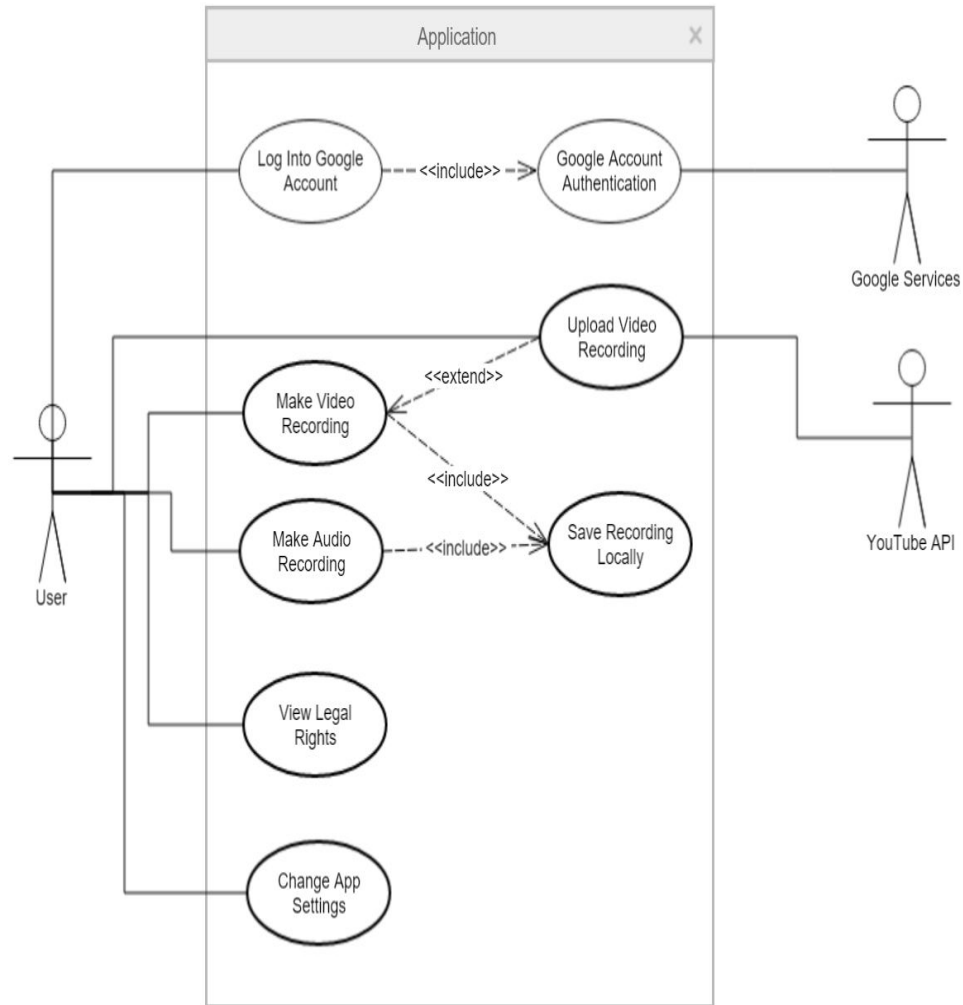 Application
Log Into Google
Account
<<include>>
Google Account
Authentication
Google Services
Upload Video
Recording
<<extend>>
Make Video
Recording
<<include>>
YouTube API
Make Audio
Recording
<<include>>
Save Recording
Locally
User
View Legal
Rights
Change App
Settings